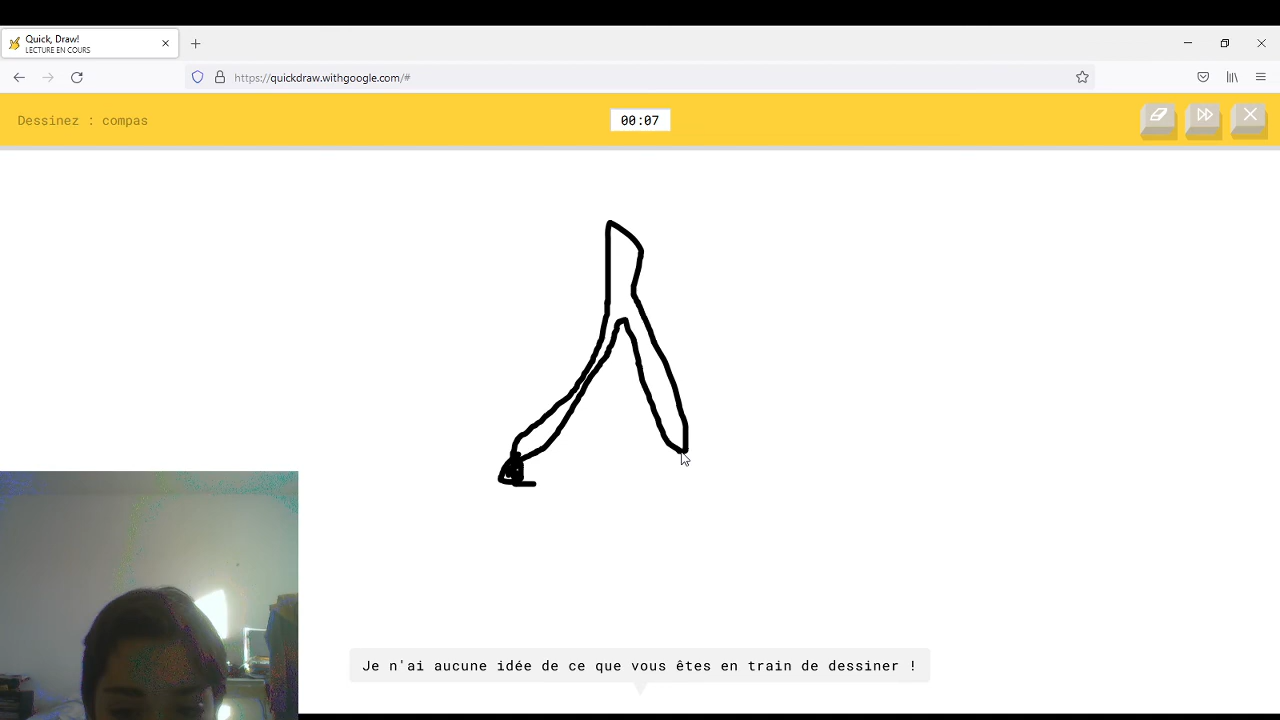 Quick, Draw!
LECTURE EN COURS
https://quickdraw.withgoogle.com/#
Dessinez : compas
00:07
Je n'ai aucune idée de ce que vous êtes en train de dessiner !